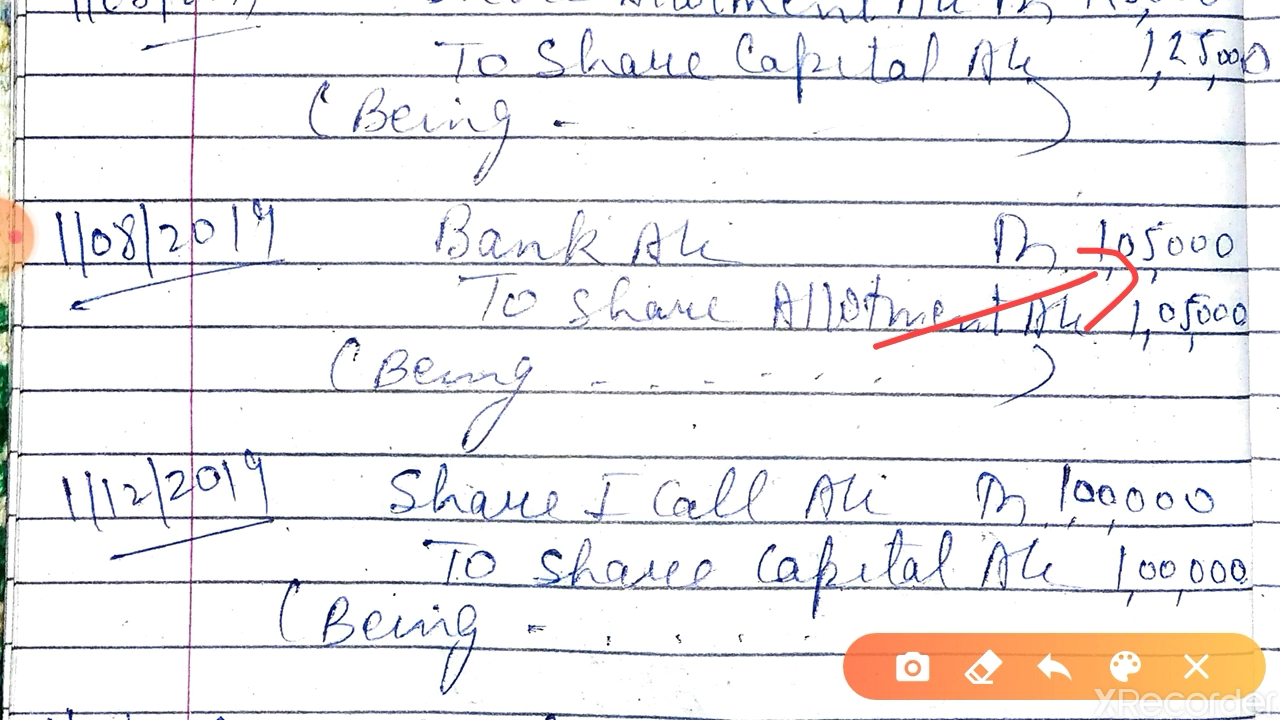 To Share Capital A/c 1,25,000
(Being - . . . . . )
1/08/2019 Bank A/c Dr 1,05,000
To Share Allotment A/c 1,05,000
(Being - . . - . . . )
1/12/2019 Share I Call A/c Dr 1,00,000
To Share Capital A/c 1,00,000
(Being - . . . .
XRecorder